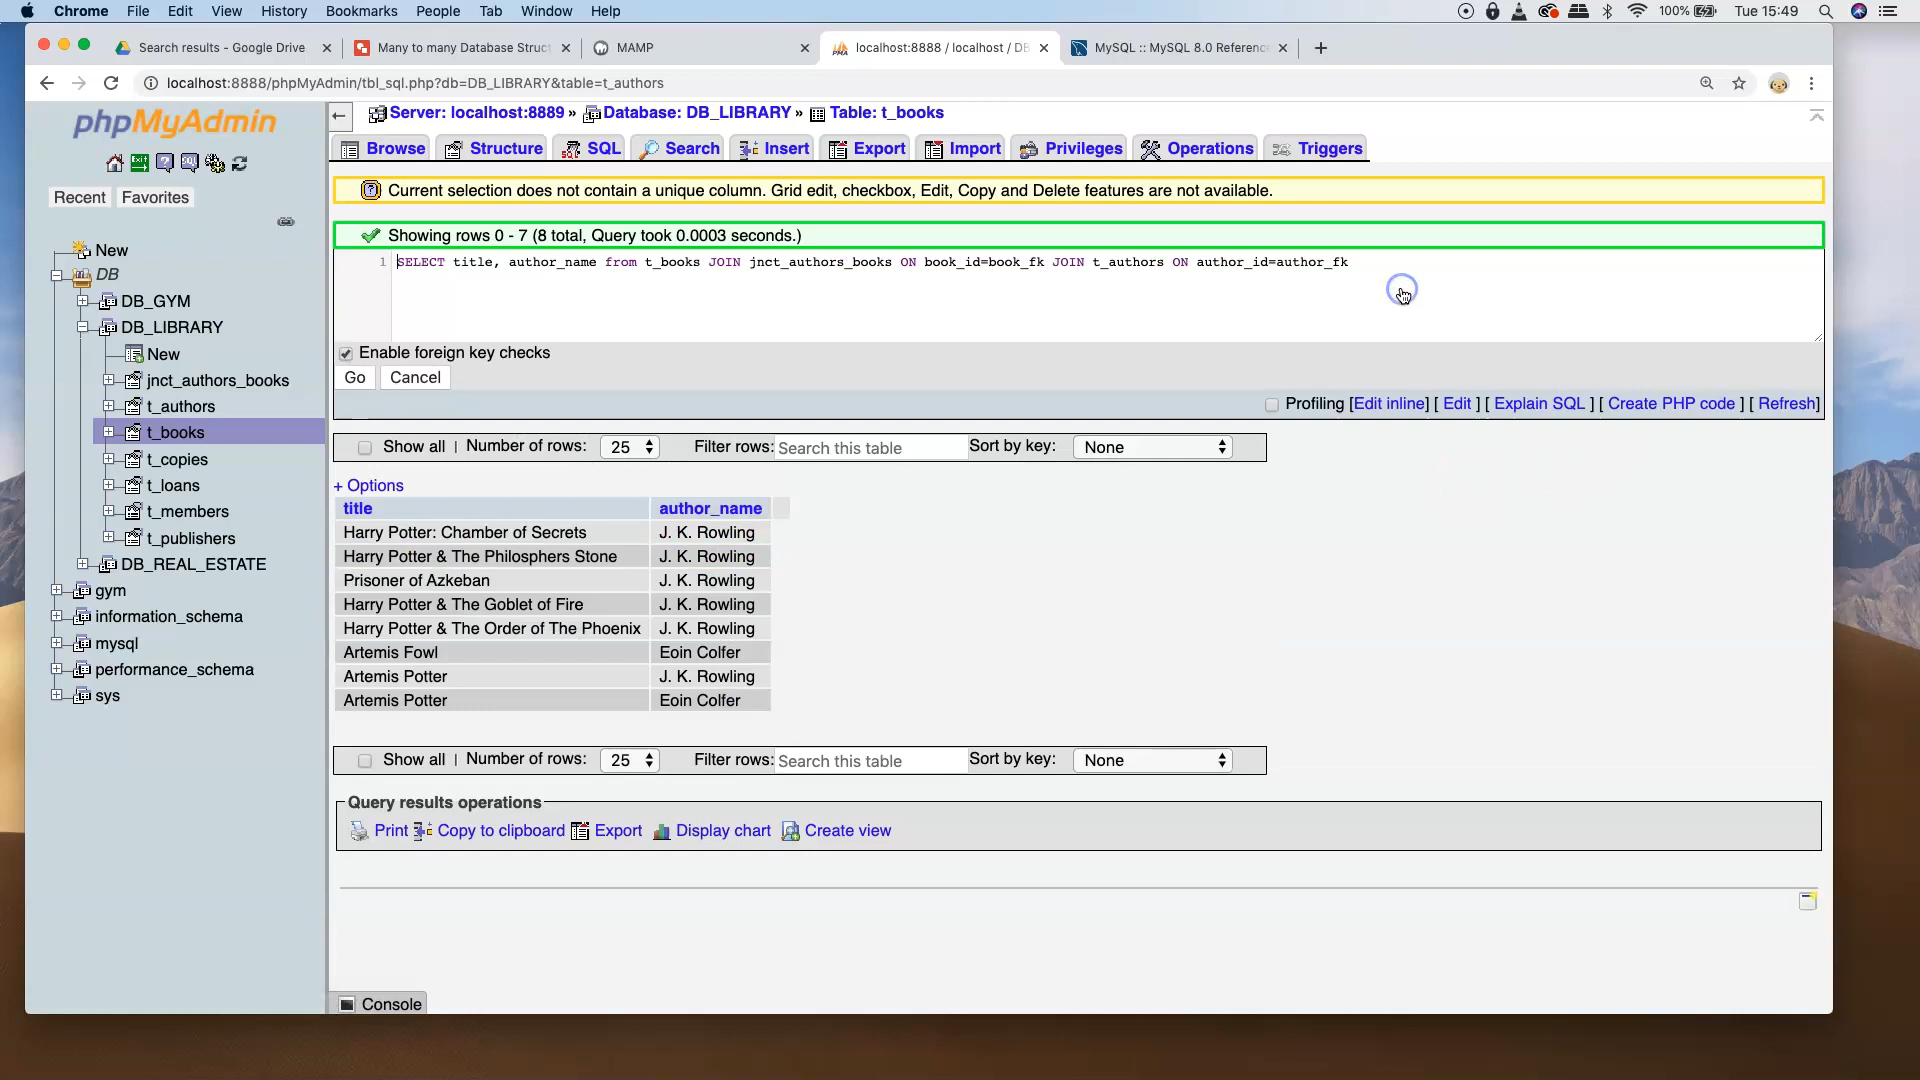 Chrome File Edit View History Bookmarks People Tab Window Help 100% Tue 15:49
Search results - Google Drive Many to many Database Struct MAMP localhost:8888 / localhost / DB MySQL :: MySQL 8.0 Reference
localhost:8888/phpMyAdmin/tbl_sql.php?db=DB_LIBRARY&table=t_authors
phpMyAdmin
Recent Favorites
New
DB
DB_GYM
DB_LIBRARY
New
jnct_authors_books
t_authors
t_books
t_copies
t_loans
t_members
t_publishers
DB_REAL_ESTATE
gym
information_schema
mysql
performance_schema
sys
Server: localhost:8889 » Database: DB_LIBRARY » Table: t_books
Browse Structure SQL Search Insert Export Import Privileges Operations Triggers
Current selection does not contain a unique column. Grid edit, checkbox, Edit, Copy and Delete features are not available.
Showing rows 0 - 7 (8 total, Query took 0.0003 seconds.)
1 SELECT title, author_name from t_books JOIN jnct_authors_books ON book_id=book_fk JOIN t_authors ON author_id=author_fk
Enable foreign key checks
Go Cancel
Profiling [Edit inline] [ Edit ] [ Explain SQL ] [ Create PHP code ] [ Refresh]
Show all | Number of rows: 25 Filter rows: Search this table Sort by key: None
+ Options
title author_name
Harry Potter: Chamber of Secrets J. K. Rowling
Harry Potter & The Philosphers Stone J. K. Rowling
Prisoner of Azkeban J. K. Rowling
Harry Potter & The Goblet of Fire J. K. Rowling
Harry Potter & The Order of The Phoenix J. K. Rowling
Artemis Fowl Eoin Colfer
Artemis Potter J. K. Rowling
Artemis Potter Eoin Colfer
Show all | Number of rows: 25 Filter rows: Search this table Sort by key: None
Query results operations
Print Copy to clipboard Export Display chart Create view
Console